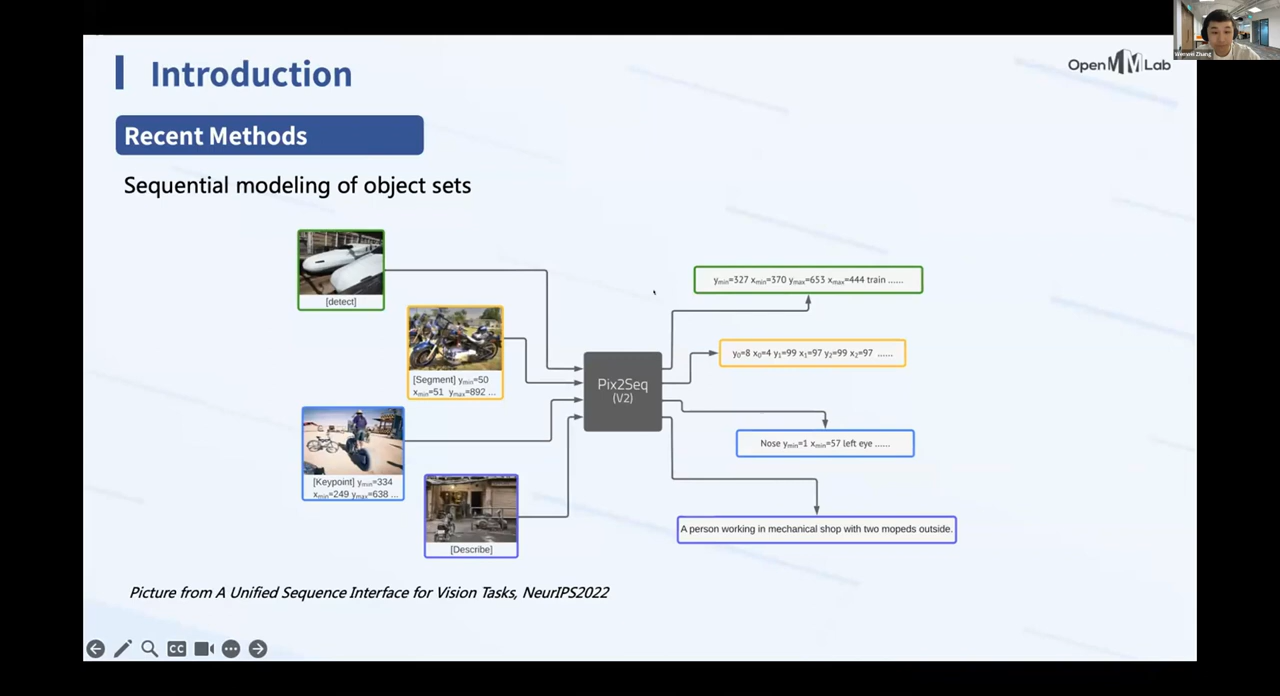 Wenwei Zhang
Introduction
OpenMMLab
Recent Methods
Sequential modeling of object sets
[detect]
[Segment] ymin=50
xmin=51 ymax=892 ...
[Keypoint] ymin=334
xmin=249 ymax=638 ...
[Describe]
Pix2Seq
(V2)
ymin=327 xmin=370 ymax=653 xmax=444 train ......
y0=8 x0=4 y1=99 x1=97 y2=99 x2=97 ......
Nose ymin=1 xmin=57 left eye ......
A person working in mechanical shop with two mopeds outside.
Picture from A Unified Sequence Interface for Vision Tasks, NeurIPS2022
CC